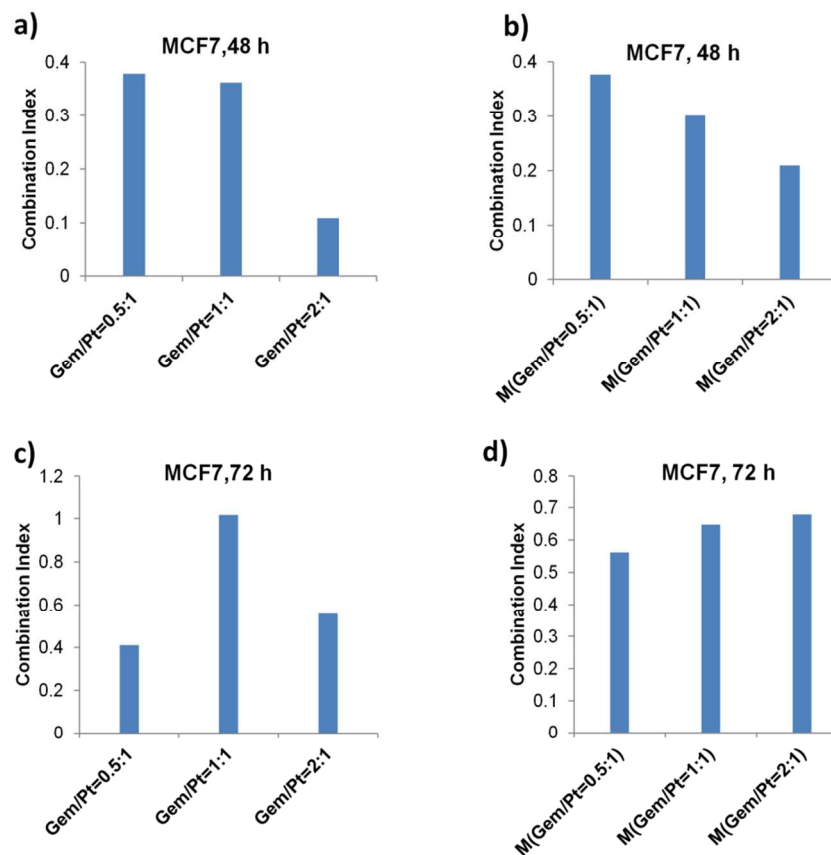 a)
MCF7,48 h
Combination Index
0.4
0.3
0.2
0.1
0
Gem/Pt=0.5:1
Gem/Pt=1:1
Gem/Pt=2:1
b)
MCF7, 48 h
Combination Index
0.4
0.3
0.2
0.1
0
M(Gem/Pt=0.5:1)
M(Gem/Pt=1:1)
M(Gem/Pt=2:1)
c)
MCF7,72 h
Combination Index
1.2
1
0.8
0.6
0.4
0.2
0
Gem/Pt=0.5:1
Gem/Pt=1:1
Gem/Pt=2:1
d)
MCF7, 72 h
Combination Index
0.8
0.7
0.6
0.5
0.4
0.3
0.2
0.1
0
M(Gem/Pt=0.5:1)
M(Gem/Pt=1:1)
M(Gem/Pt=2:1)